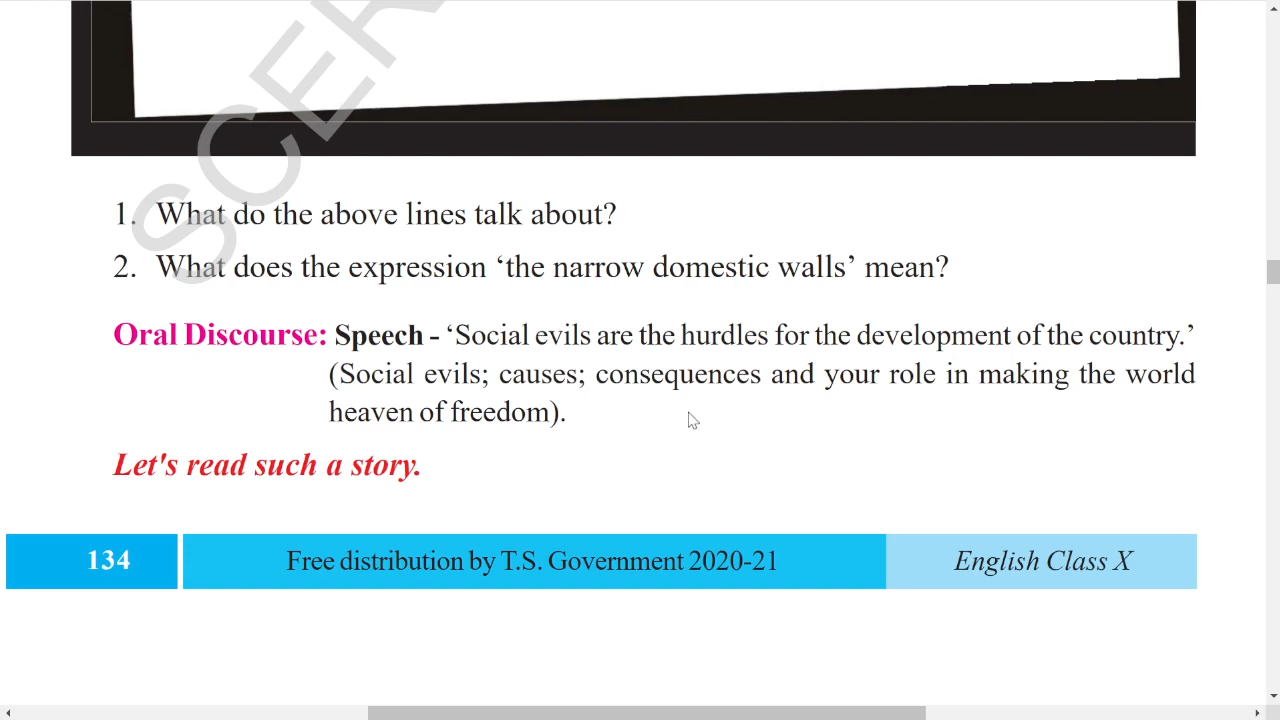 SCER
1. What do the above lines talk about?
2. What does the expression ‘the narrow domestic walls’ mean?
Oral Discourse: Speech - ‘Social evils are the hurdles for the development of the country.’
(Social evils; causes; consequences and your role in making the world
heaven of freedom).
Let's read such a story.
134 Free distribution by T.S. Government 2020-21 English Class X